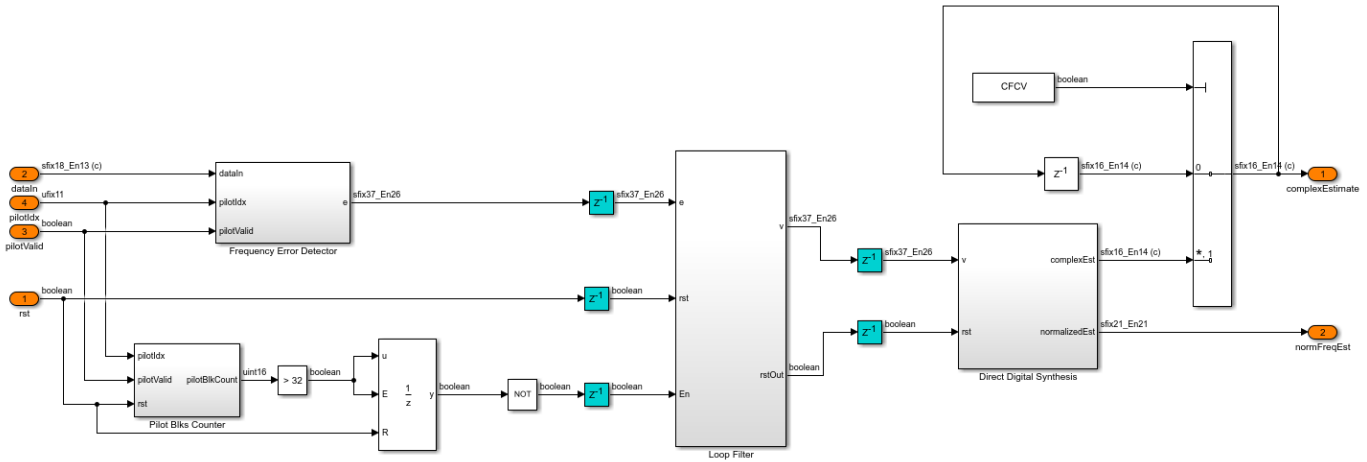 CFCV
boolean
2
dataIn
sfix18_En13 (c)
4
pilotIdx
ufix11
3
pilotValid
boolean
dataIn
pilotIdx
pilotValid
e
Frequency Error Detector
sfix37_En26
Z-1
sfix37_En26
1
rst
boolean
Z-1
boolean
pilotIdx
pilotValid
rst
pilotBlkCount
Pilot Blks Counter
uint16
> 32
boolean
u
E
R
1
z
y
boolean
NOT
boolean
Z-1
boolean
e
rst
En
v
rstOut
Loop Filter
sfix37_En26
boolean
Z-1
sfix37_En26
Z-1
boolean
v
rst
complexEst
normalizedEst
Direct Digital Synthesis
sfix16_En14 (c)
sfix21_En21
Z-1
sfix16_En14 (c)
0
*, 1
sfix16_En14 (c)
1
complexEstimate
2
normFreqEst